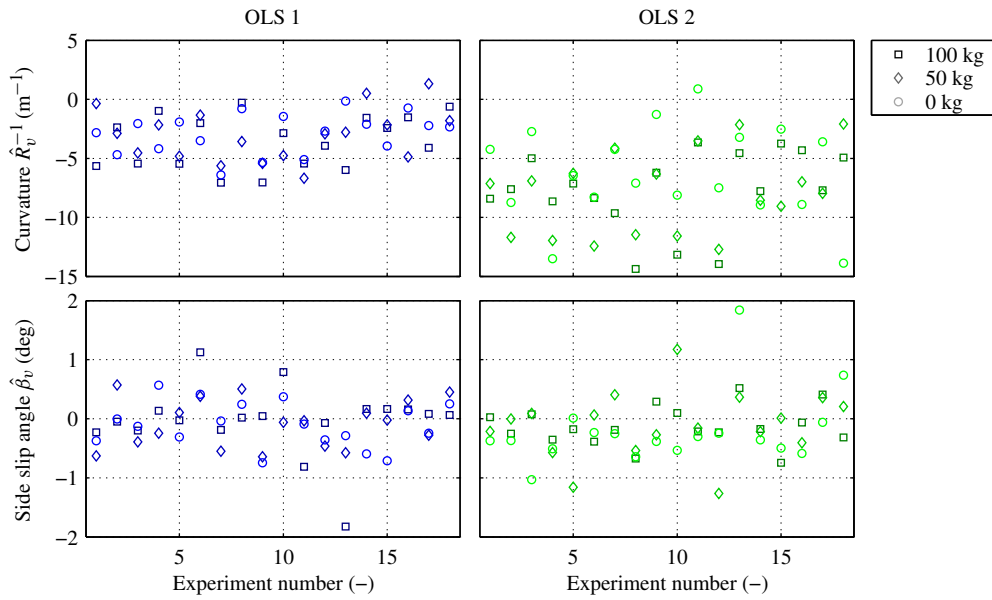 OLS 1
OLS 2
Curvature R̂ᵥ⁻¹ (m⁻¹)
5
0
−5
−10
−15
100 kg
50 kg
0 kg
Side slip angle β̂ᵥ (deg)
2
1
0
−1
−2
5
10
15
5
10
15
Experiment number (−)
Experiment number (−)